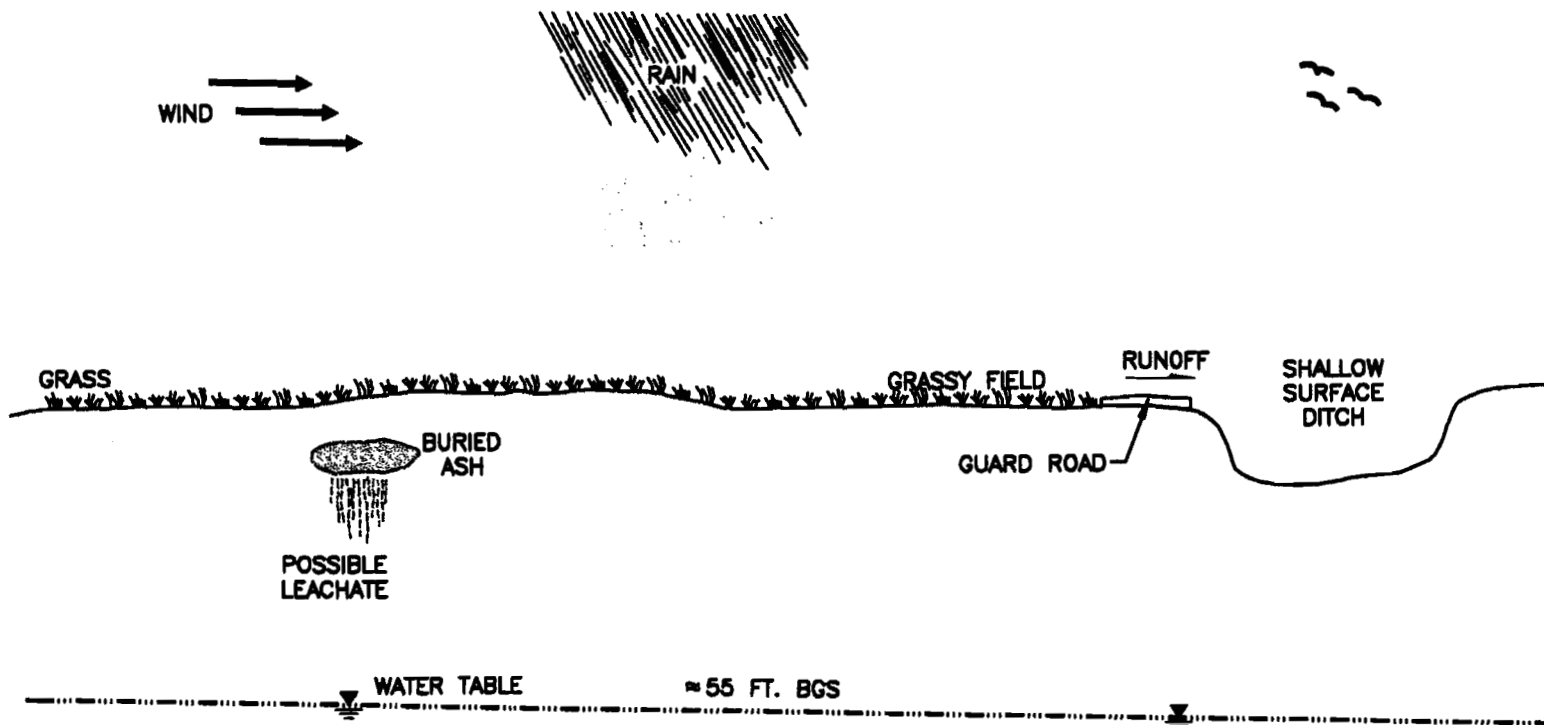 RAIN
WIND
GRASS
GRASSY FIELD
RUNOFF
SHALLOW
SURFACE
DITCH
BURIED
ASH
GUARD ROAD
POSSIBLE
LEACHATE
WATER TABLE
≈55 FT. BGS